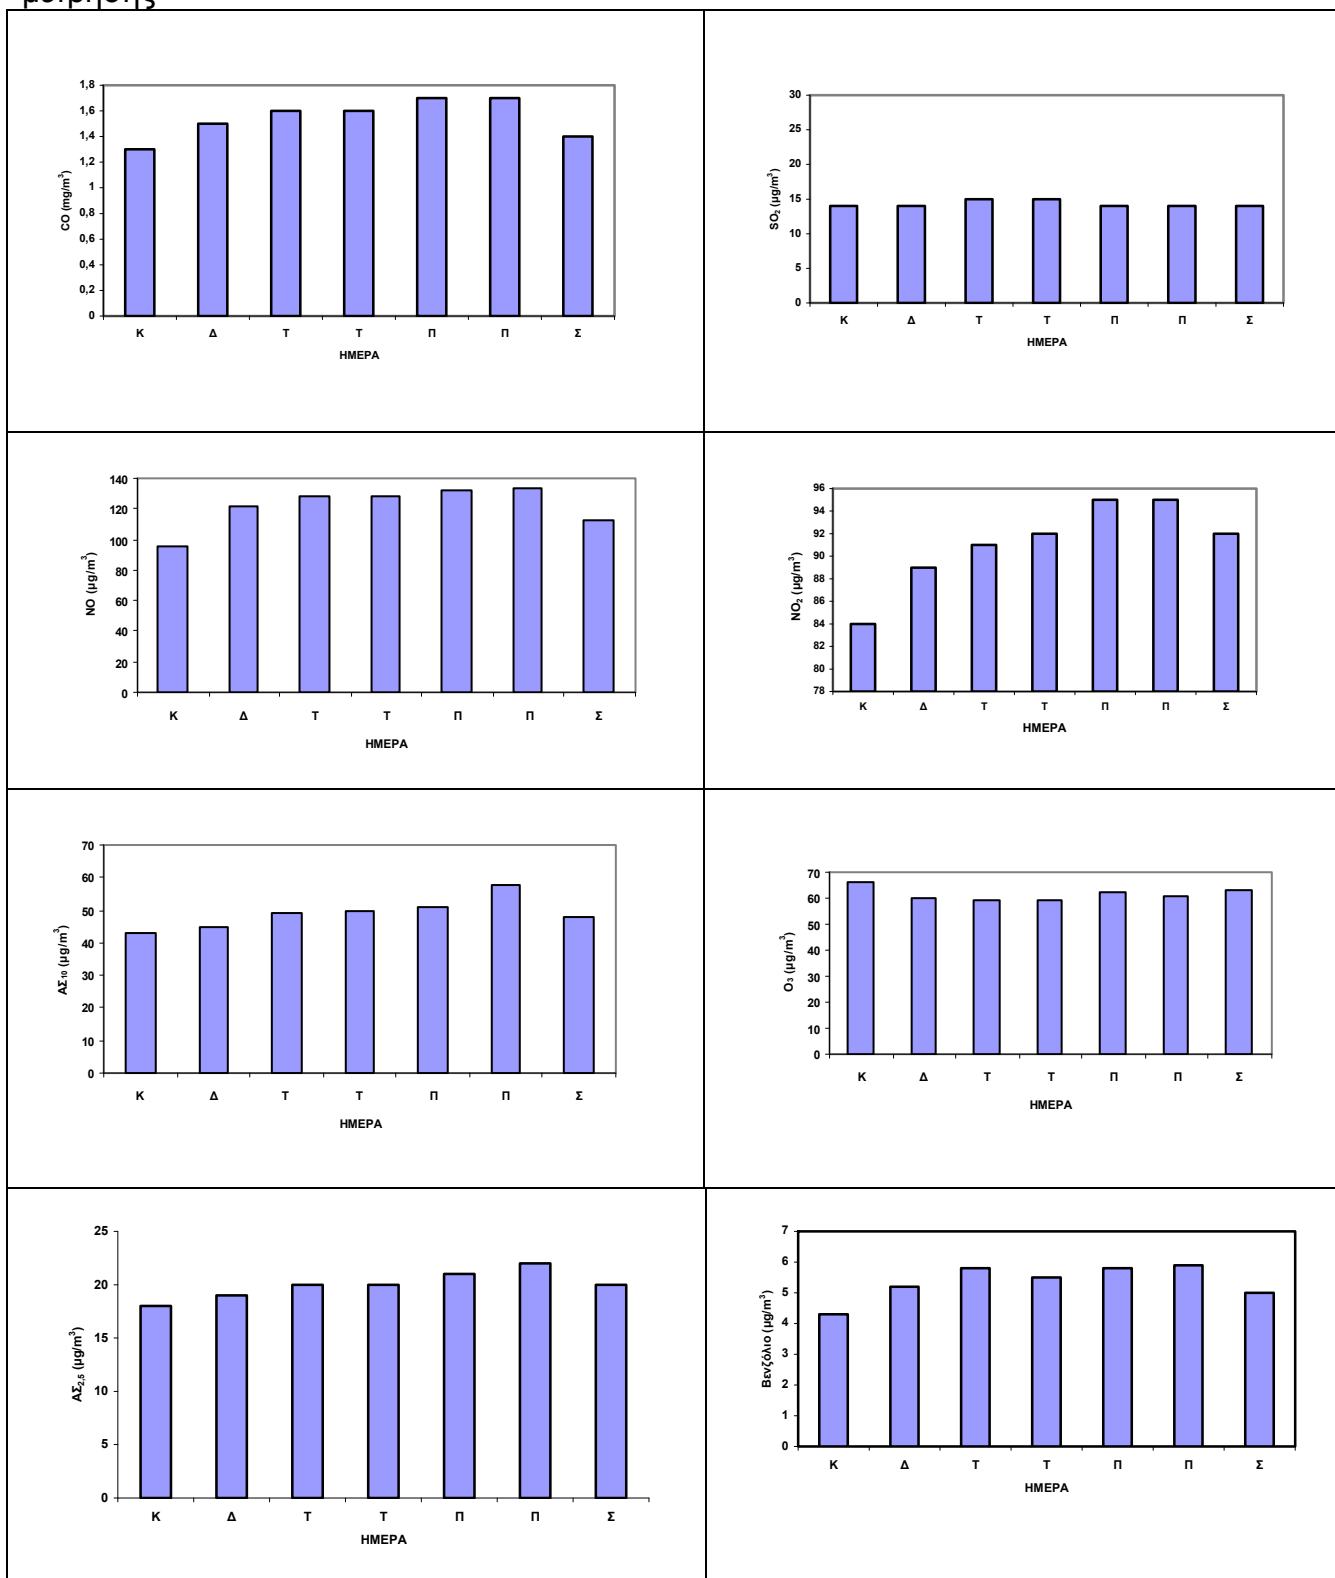 CO (mg/m³)
1,8
1,6
1,4
1,2
1
0,8
0,6
0,4
0,2
0
Κ Δ Τ Τ Π Π Σ
ΗΜΕΡΑ
SO₂ (μg/m³)
30
25
20
15
10
5
0
Κ Δ Τ Τ Π Π Σ
ΗΜΕΡΑ
NO (μg/m³)
140
120
100
80
60
40
20
0
Κ Δ Τ Τ Π Π Σ
ΗΜΕΡΑ
NO₂ (μg/m³)
96
94
92
90
88
86
84
82
80
78
Κ Δ Τ Τ Π Π Σ
ΗΜΕΡΑ
ΑΣ₁₀ (μg/m³)
70
60
50
40
30
20
10
0
Κ Δ Τ Τ Π Π Σ
ΗΜΕΡΑ
O₃ (μg/m³)
70
60
50
40
30
20
10
0
Κ Δ Τ Τ Π Π Σ
ΗΜΕΡΑ
ΑΣ₂,₅ (μg/m³)
25
20
15
10
5
0
Κ Δ Τ Τ Π Π Σ
ΗΜΕΡΑ
Βενζόλιο (μg/m³)
7
6
5
4
3
2
1
0
Κ Δ Τ Τ Π Π Σ
ΗΜΕΡΑ